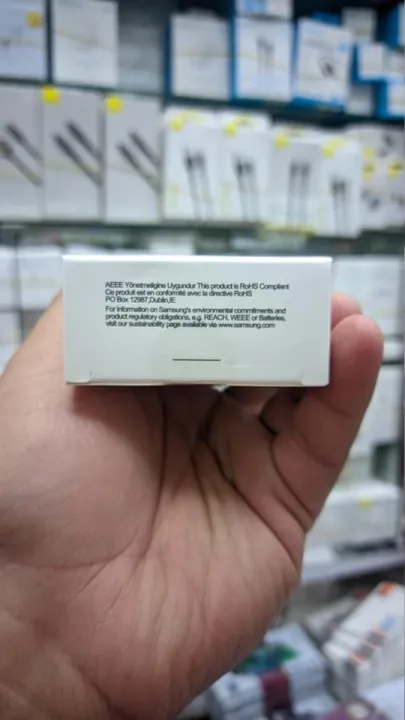 AEEE Yönetmeligine Uygundur This product is RoHS Compliant
Ce produit est en conformité avec la directive RoHS
PO Box 12987,Dublin,IE
For Information on Samsung's environmental commitments and
product regulatory obligations, e.g. REACH, WEEE or Batteries,
visit our sustainability page available via www.samsung.com